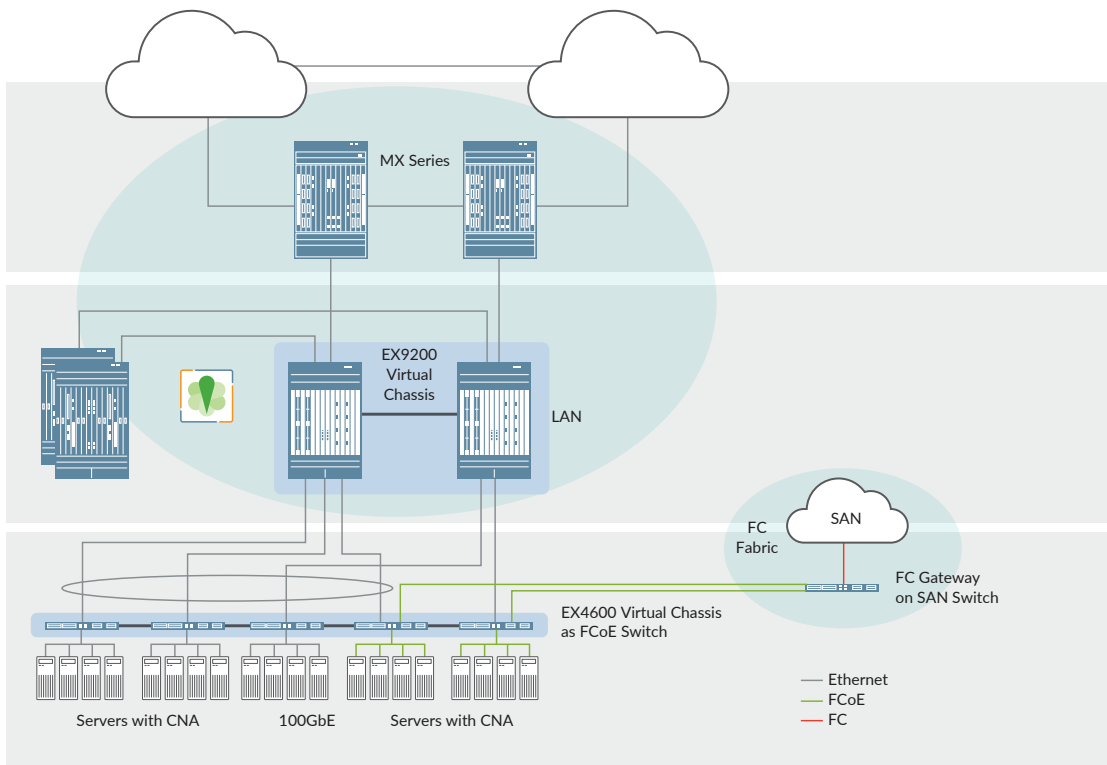 MX Series
EX9200
Virtual
Chassis
LAN
SAN
FC
Fabric
FC Gateway
on SAN Switch
EX4600 Virtual Chassis
as FCoE Switch
Servers with CNA
100GbE
Servers with CNA
Ethernet
FCoE
FC